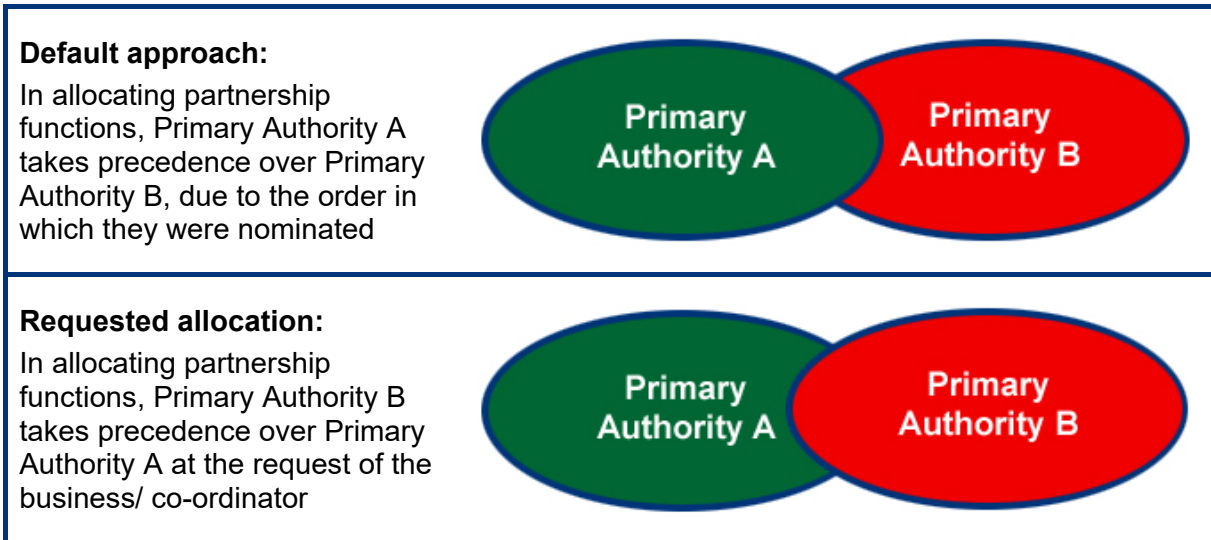 Default approach:
In allocating partnership
functions, Primary Authority A
takes precedence over Primary
Authority B, due to the order in
which they were nominated
Primary
Authority A
Primary
Authority B
Requested allocation:
In allocating partnership
functions, Primary Authority B
takes precedence over Primary
Authority A at the request of the
business/ co-ordinator
Primary
Authority A
Primary
Authority B